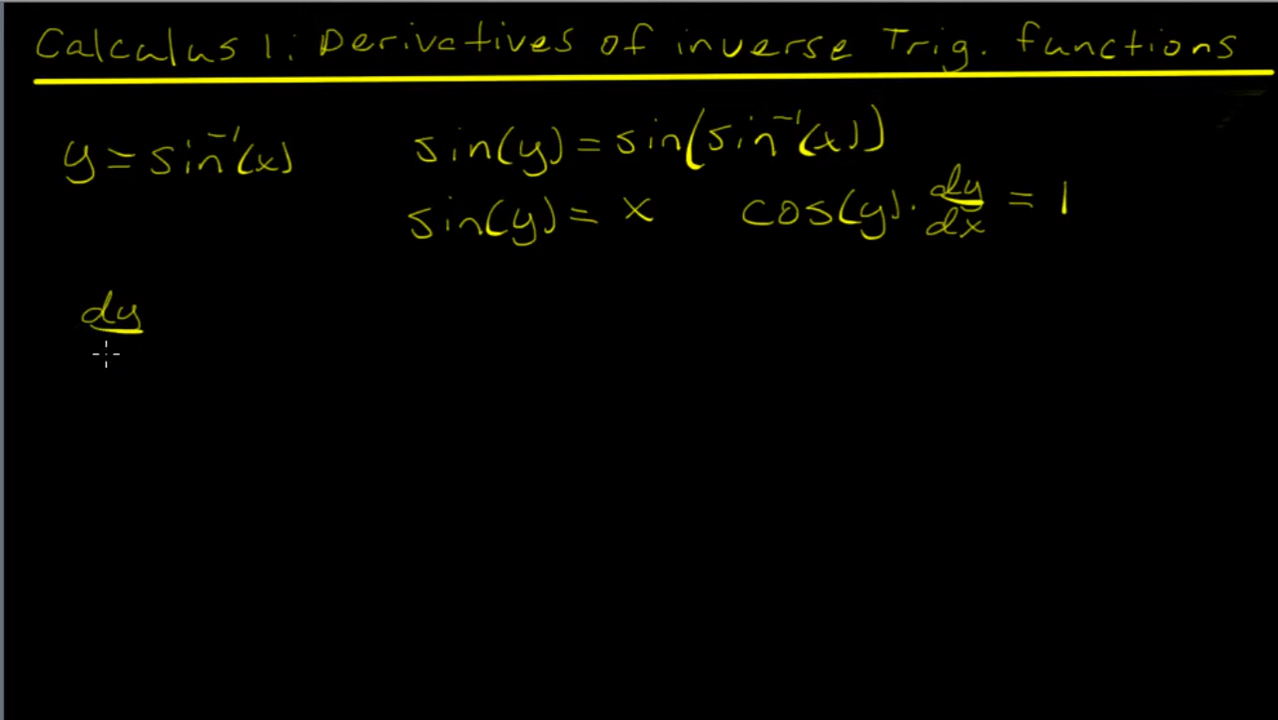 Calculus 1: Derivatives of inverse Trig. functions
y = sin⁻¹(x) sin(y) = sin(sin⁻¹(x))
sin(y) = x cos(y) · dy/dx = 1
dy